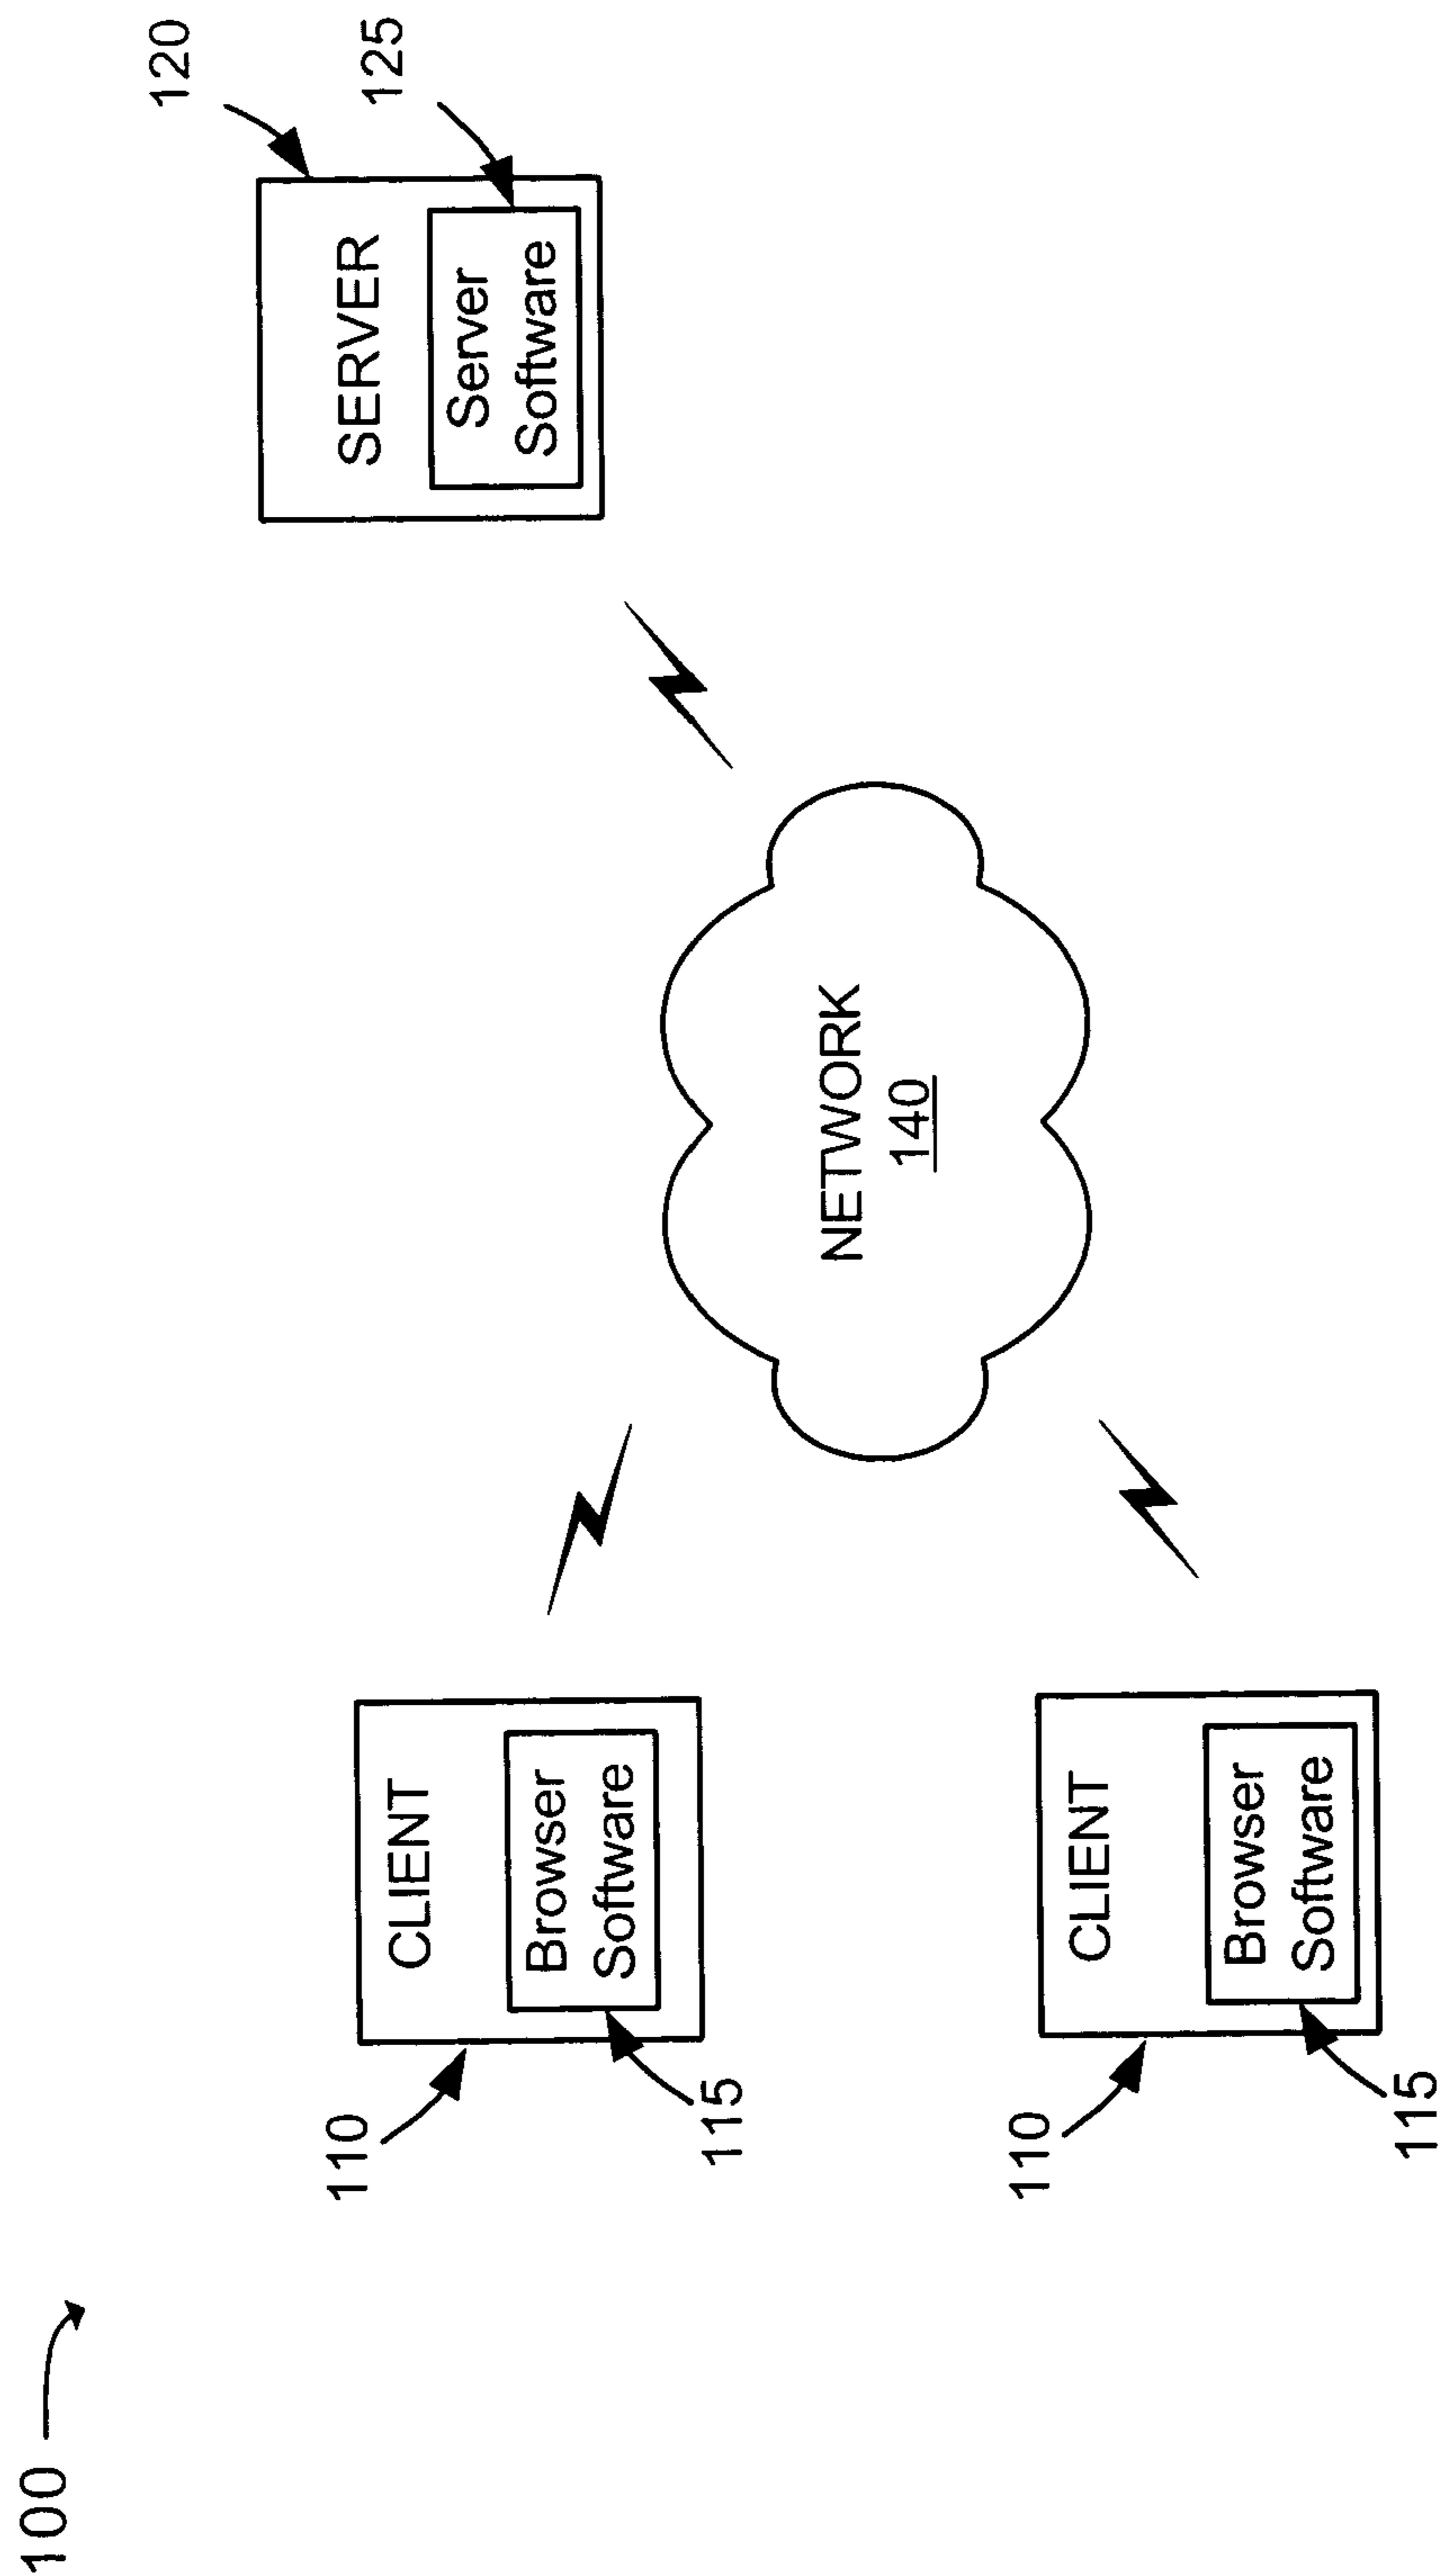 100
110
CLIENT
Browser
Software
115
120
SERVER
Server
Software
125
NETWORK
140
110
CLIENT
Browser
Software
115